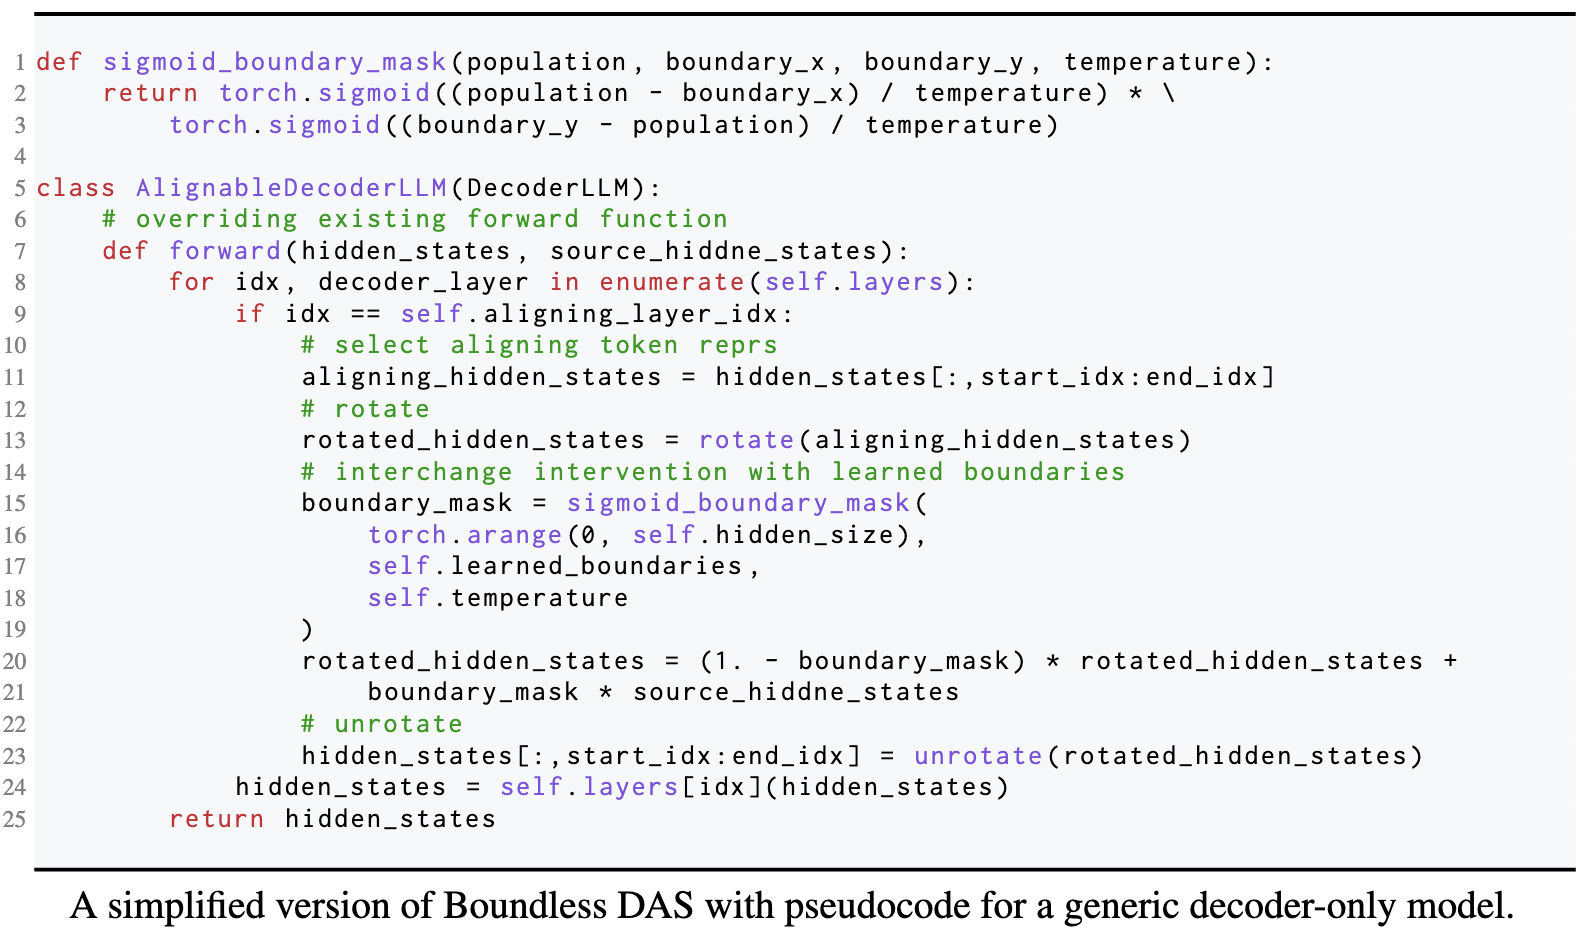 1 def sigmoid_boundary_mask(population, boundary_x, boundary_y, temperature):
2     return torch.sigmoid((population - boundary_x) / temperature) * \
3         torch.sigmoid((boundary_y - population) / temperature)
4
5 class AlignableDecoderLLM(DecoderLLM):
6     # overriding existing forward function
7     def forward(hidden_states, source_hiddne_states):
8         for idx, decoder_layer in enumerate(self.layers):
9             if idx == self.aligning_layer_idx:
10                 # select aligning token reprs
11                 aligning_hidden_states = hidden_states[:,start_idx:end_idx]
12                 # rotate
13                 rotated_hidden_states = rotate(aligning_hidden_states)
14                 # interchange intervention with learned boundaries
15                 boundary_mask = sigmoid_boundary_mask(
16                     torch.arange(0, self.hidden_size),
17                     self.learned_boundaries,
18                     self.temperature
19                 )
20                 rotated_hidden_states = (1. - boundary_mask) * rotated_hidden_states +
21                     boundary_mask * source_hiddne_states
22                 # unrotate
23                 hidden_states[:,start_idx:end_idx] = unrotate(rotated_hidden_states)
24             hidden_states = self.layers[idx](hidden_states)
25         return hidden_states
A simplified version of Boundless DAS with pseudocode for a generic decoder-only model.